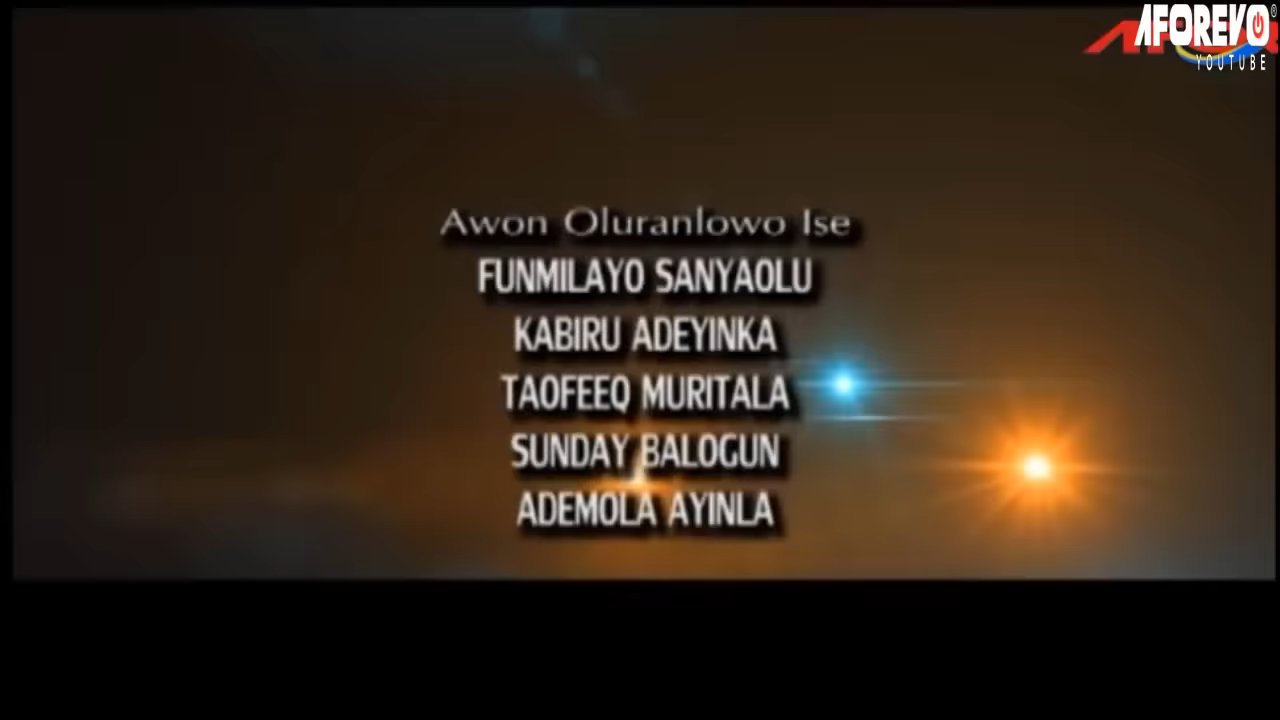 AFOREVO
YOUTUBE
Awon Oluranlowo Ise
FUNMILAYO SANYAOLU
KABIRU ADEYINKA
TAOFEEQ MURITALA
SUNDAY BALOGUN
ADEMOLA AYINLA